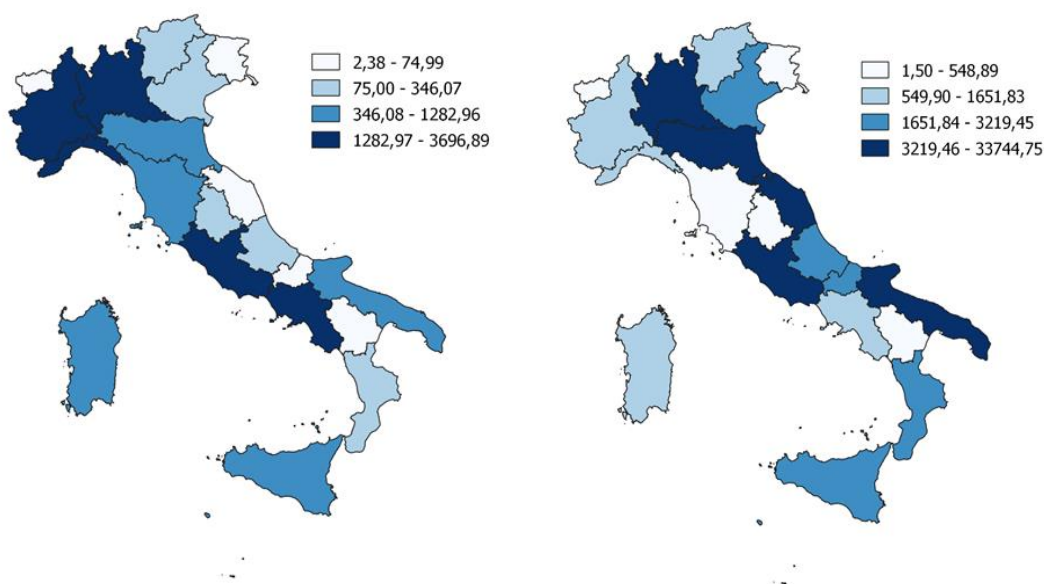 2,38 - 74,99
75,00 - 346,07
346,08 - 1282,96
1282,97 - 3696,89
1,50 - 548,89
549,90 - 1651,83
1651,84 - 3219,45
3219,46 - 33744,75